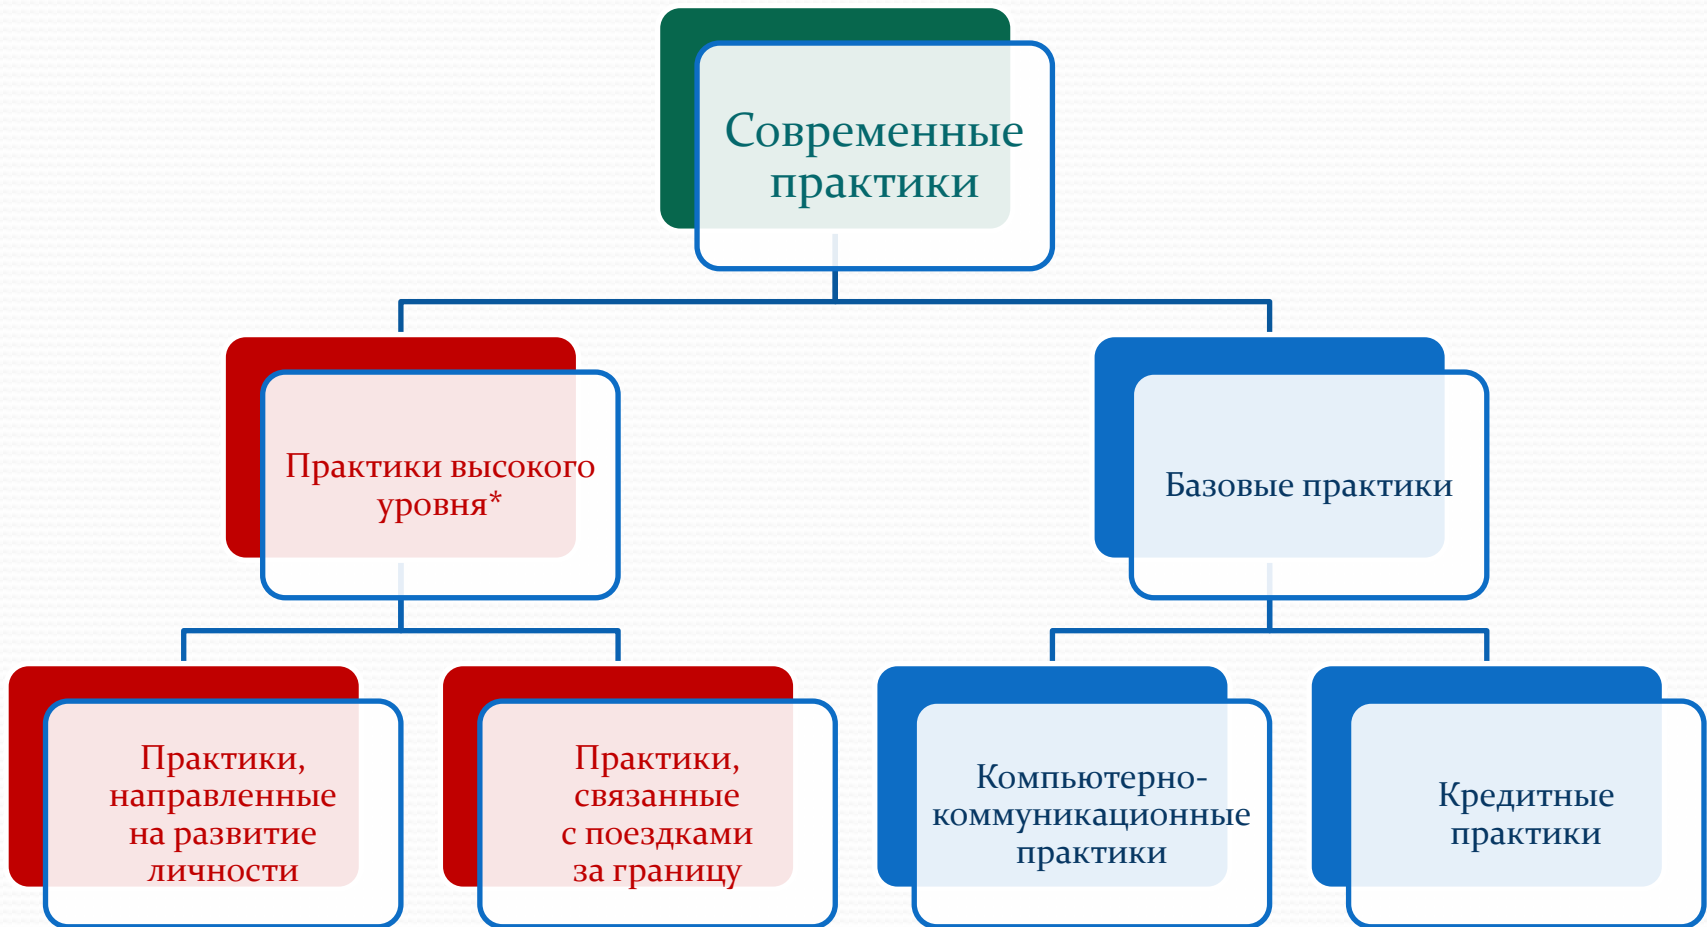 Современные
практики
Практики высокого
уровня*
Базовые практики
Практики,
направленные
на развитие
личности
Практики,
связанные
с поездками
за границу
Компьютерно-
коммуникационные
практики
Кредитные
практики